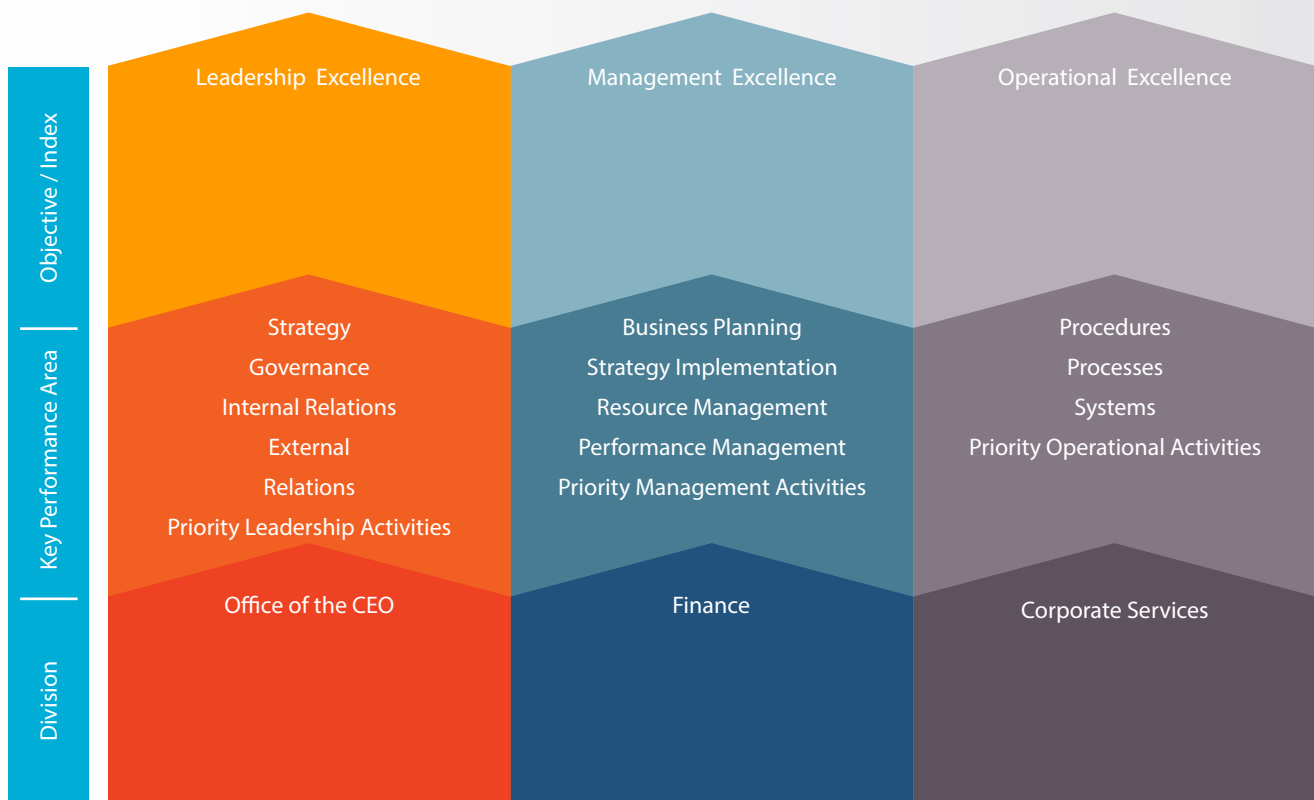 Objective / Index
Leadership Excellence
Management Excellence
Operational Excellence
Key Performance Area
Strategy
Governance
Internal Relations
External
Relations
Priority Leadership Activities
Business Planning
Strategy Implementation
Resource Management
Performance Management
Priority Management Activities
Procedures
Processes
Systems
Priority Operational Activities
Division
Office of the CEO
Finance
Corporate Services